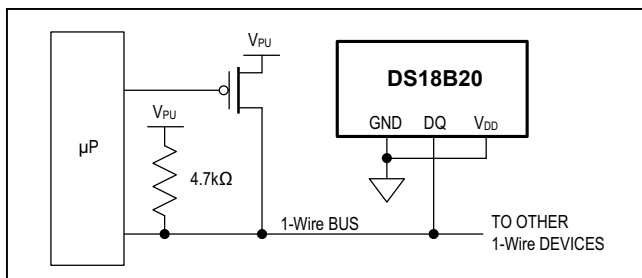 VPU
DS18B20
GND DQ VDD
VPU
µP
4.7kΩ
1-Wire BUS
TO OTHER
1-Wire DEVICES